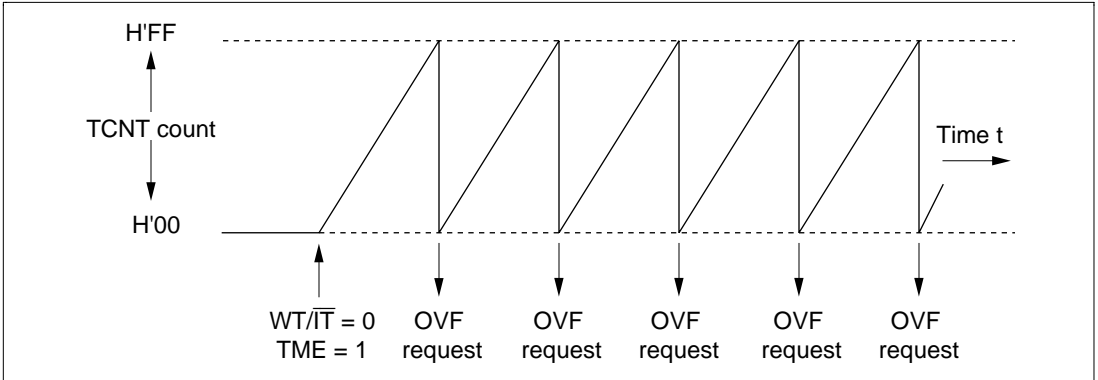 H'FF
TCNT count
Time t
H'00
WT/I̅T̅ = 0
TME = 1
OVF
request
OVF
request
OVF
request
OVF
request
OVF
request